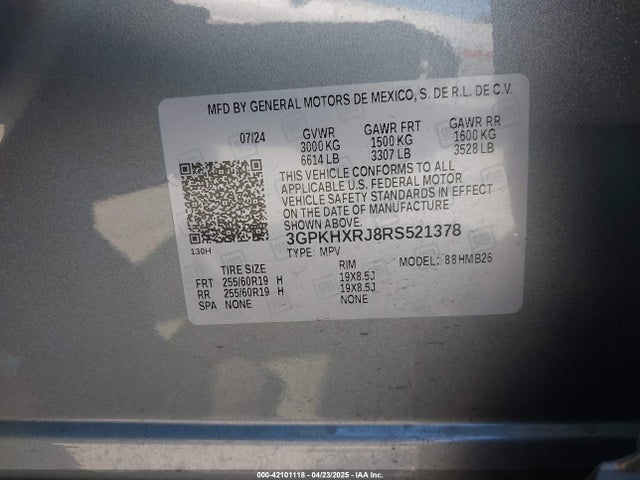 MFD BY GENERAL MOTORS DE MEXICO, S. DE R.L. DE C.V.
07/24 GVWR GAWR FRT GAWR RR
3000 KG 1500 KG 1600 KG
6614 LB 3307 LB 3528 LB
THIS VEHICLE CONFORMS TO ALL
APPLICABLE U.S. FEDERAL MOTOR
VEHICLE SAFETY STANDARDS IN EFFECT
ON THE DATE OF MANUFACTURE SHOWN ABOVE.
130H
3GPKHXRJ8RS521378
TYPE: MPV MODEL: 88HMB26
TIRE SIZE RIM
FRT 255/60R19 H 19X8.5J
RR 255/60R19 H 19X8.5J
SPA NONE NONE
000-42101118 - 04/23/2025 - IAA Inc.